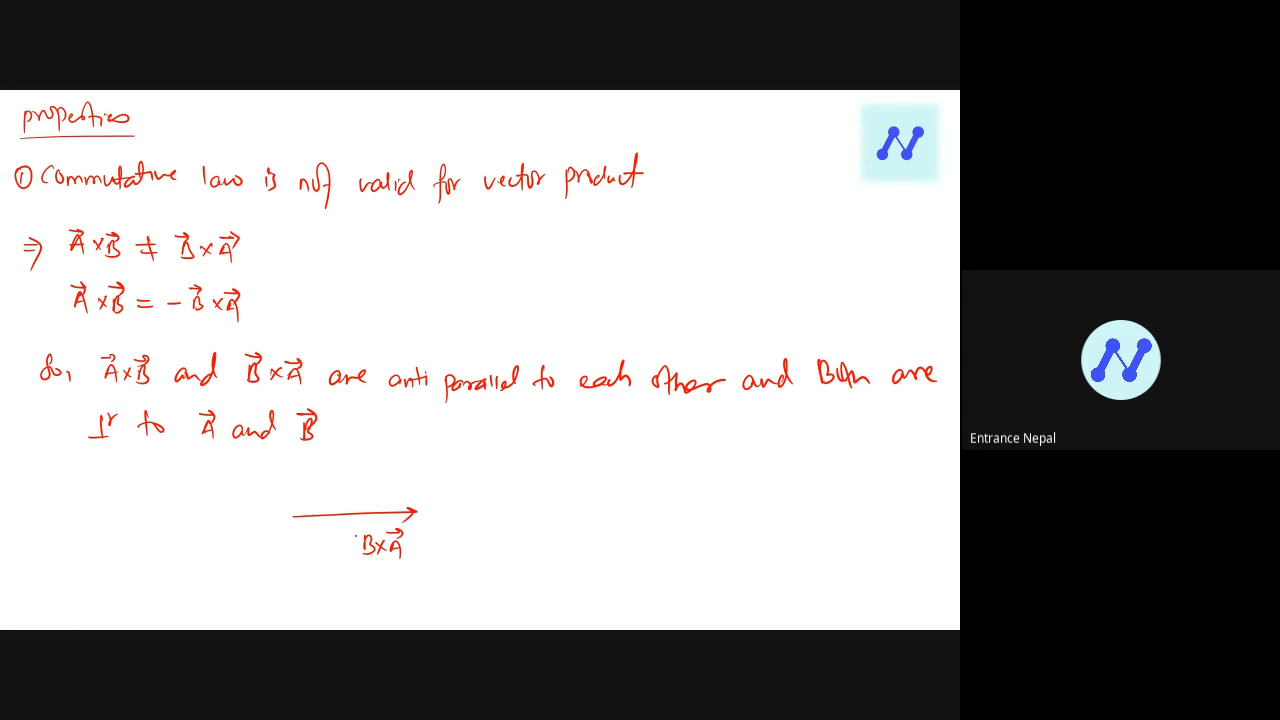 properties
① Commutative law is not valid for vector product
⇒ A⃗ × B⃗ ≠ B⃗ × A⃗
A⃗ × B⃗ = - B⃗ × A⃗
So, A⃗ × B⃗ and B⃗ × A⃗ are anti parallel to each other and Both are
⊥r to A⃗ and B⃗
B × A⃗
Entrance Nepal